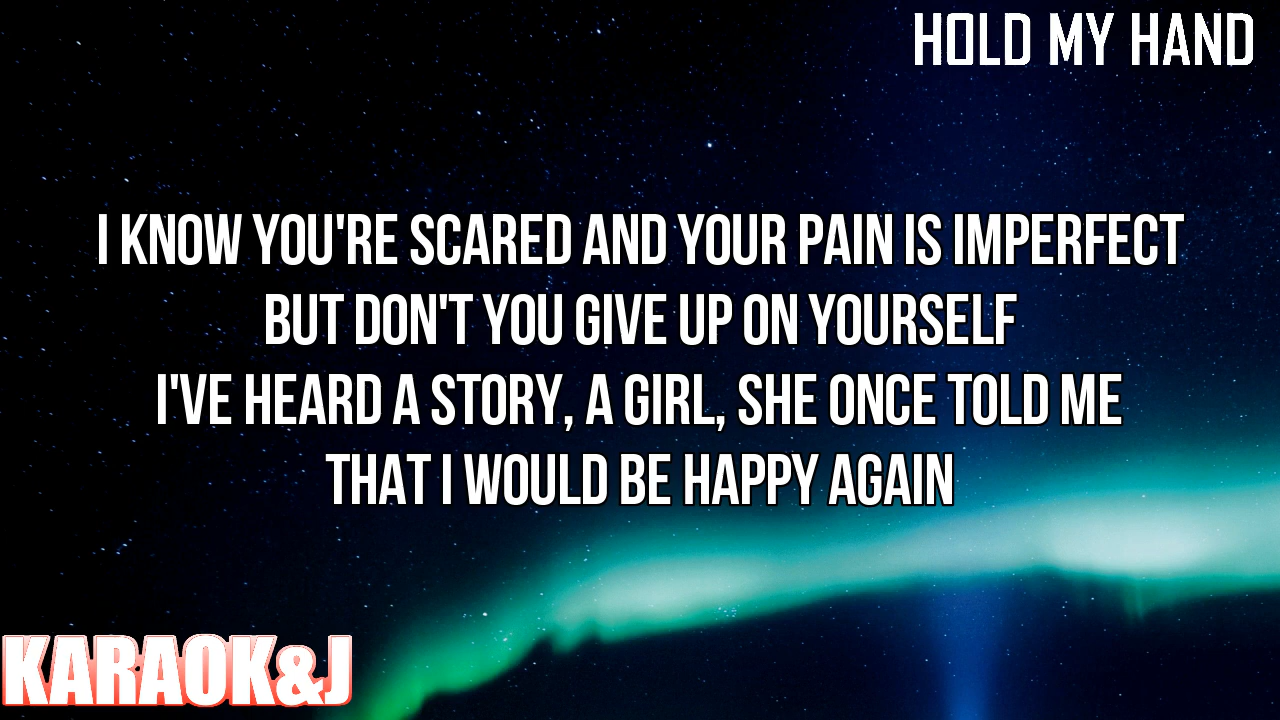 HOLD MY HAND
I KNOW YOU'RE SCARED AND YOUR PAIN IS IMPERFECT
BUT DON'T YOU GIVE UP ON YOURSELF
I'VE HEARD A STORY, A GIRL, SHE ONCE TOLD ME
THAT I WOULD BE HAPPY AGAIN
KARAOK&J